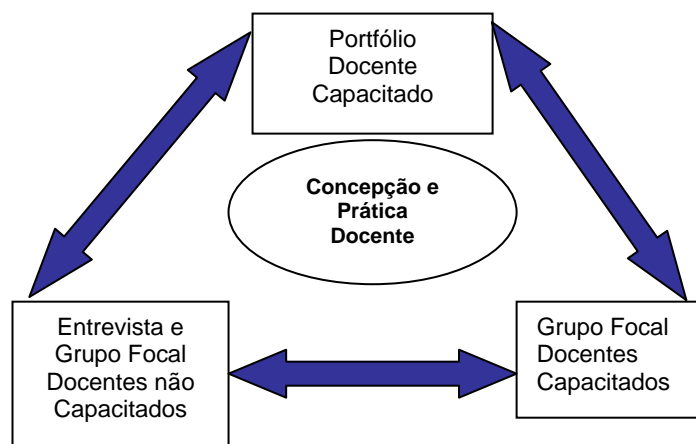 Portfólio
Docente
Capacitado
Concepção e
Prática
Docente
Entrevista e
Grupo Focal
Docentes não
Capacitados
Grupo Focal
Docentes
Capacitados